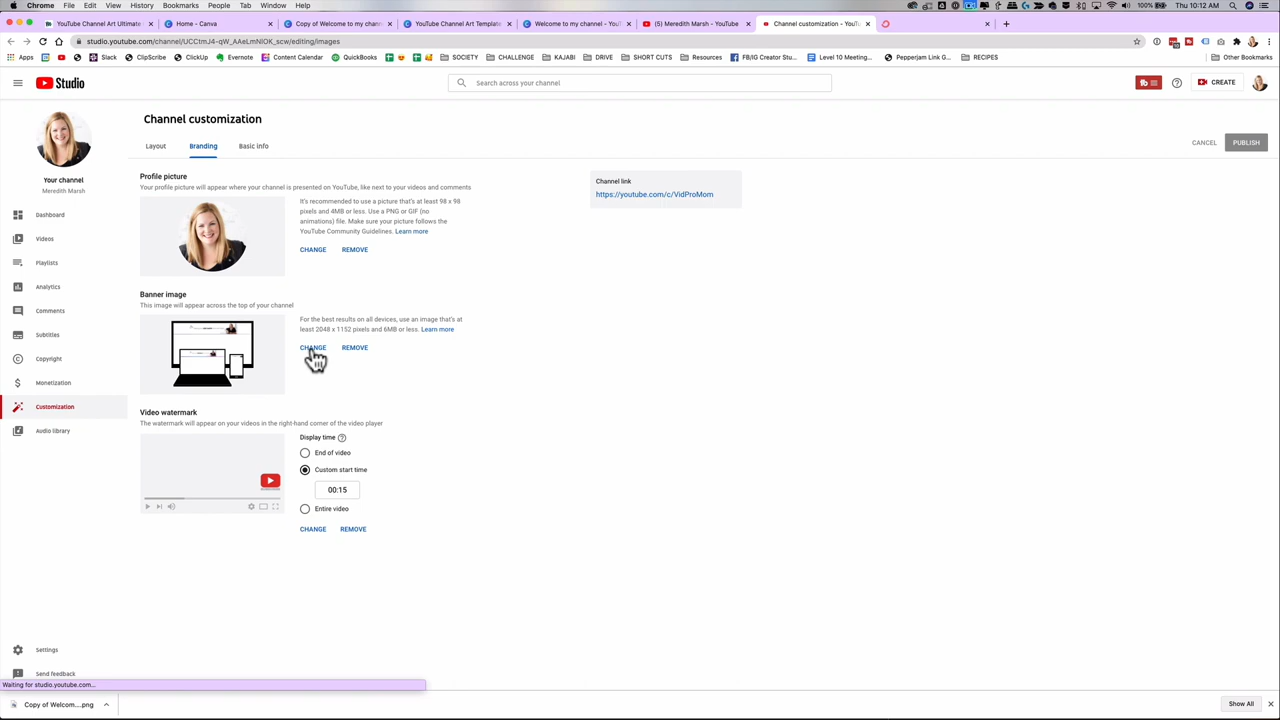 Chrome File Edit View History Bookmarks People Tab Window Help
100% Thu 10:12 AM
YouTube Channel Art Ultimate
Home - Canva
Copy of Welcome to my chann
YouTube Channel Art Template
Welcome to my channel - YouT
(5) Meredith Marsh - YouTube
Channel customization - YouTu
studio.youtube.com/channel/UCCtmJ4-qW_AAeLmNlOK_scw/editing/images
Apps
Slack
ClipScribe
ClickUp
Evernote
Content Calendar
QuickBooks
SOCIETY
CHALLENGE
KAJABI
DRIVE
SHORT CUTS
Resources
FB/IG Creator Stu...
Level 10 Meeting...
Pepperjam Link G...
RECIPES
Other Bookmarks
Studio
Search across your channel
CREATE
Your channel
Meredith Marsh
Dashboard
Videos
Playlists
Analytics
Comments
Subtitles
Copyright
Monetization
Customization
Audio library
Settings
Send feedback
Channel customization
Layout Branding Basic info
CANCEL PUBLISH
Profile picture
Your profile picture will appear where your channel is presented on YouTube, like next to your videos and comments
It's recommended to use a picture that's at least 98 x 98
pixels and 4MB or less. Use a PNG or GIF (no
animations) file. Make sure your picture follows the
YouTube Community Guidelines. Learn more
CHANGE REMOVE
Channel link
https://youtube.com/c/VidProMom
Banner image
This image will appear across the top of your channel
For the best results on all devices, use an image that's at
least 2048 x 1152 pixels and 6MB or less. Learn more
CHANGE REMOVE
Video watermark
The watermark will appear on your videos in the right-hand corner of the video player
Display time
End of video
Custom start time
00:15
Entire video
CHANGE REMOVE
Waiting for studio.youtube.com...
Copy of Welcom....png
Show All